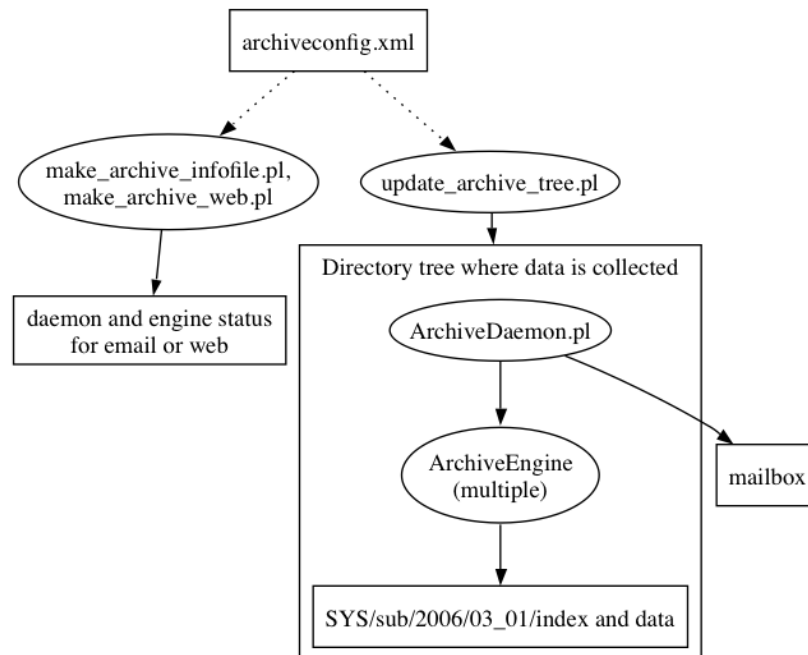 archiveconfig.xml
make_archive_infofile.pl,
make_archive_web.pl
update_archive_tree.pl
Directory tree where data is collected
daemon and engine status
for email or web
ArchiveDaemon.pl
ArchiveEngine
(multiple)
mailbox
SYS/sub/2006/03_01/index and data